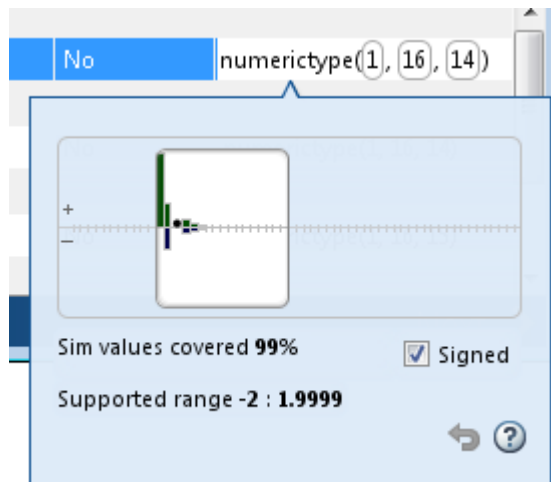 No numerictype(1, 16, 14)
+
–
Sim values covered 99%
Signed
Supported range -2 : 1.9999
?